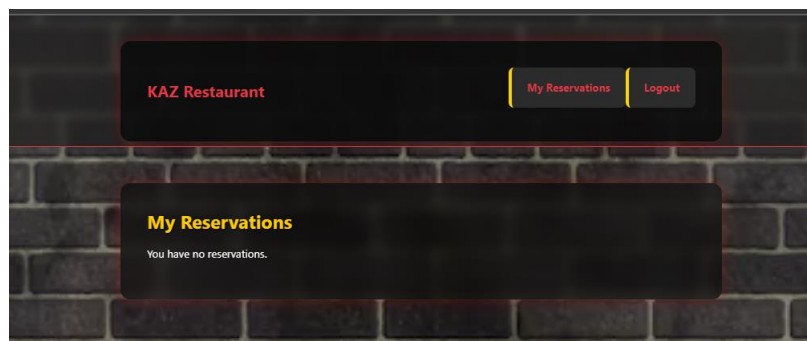 KAZ Restaurant
My Reservations
Logout
My Reservations
You have no reservations.